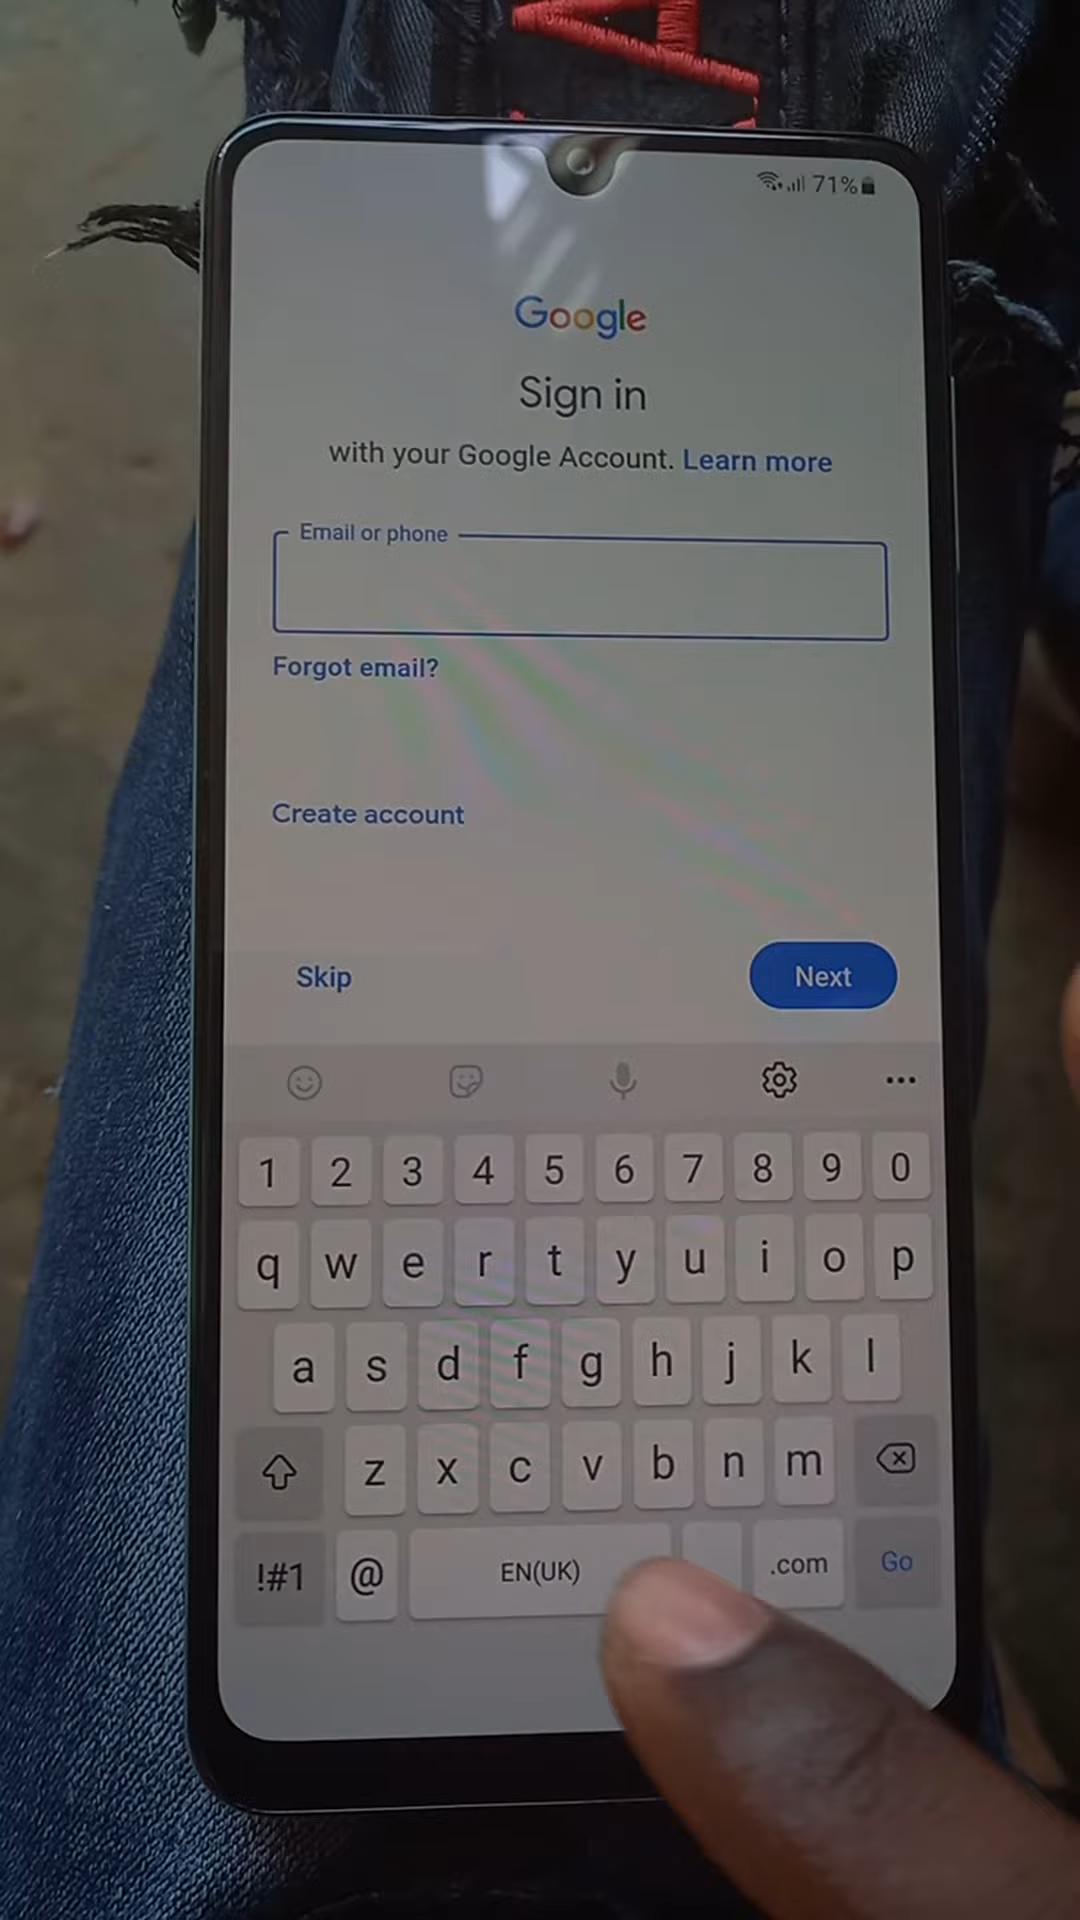 A
71%
Google
Sign in
with your Google Account. Learn more
Email or phone
Forgot email?
Create account
Skip
Next
1 2 3 4 5 6 7 8 9 0
q w e r t y u i o p
a s d f g h j k l
z x c v b n m
!#1 @ EN(UK) .com Go